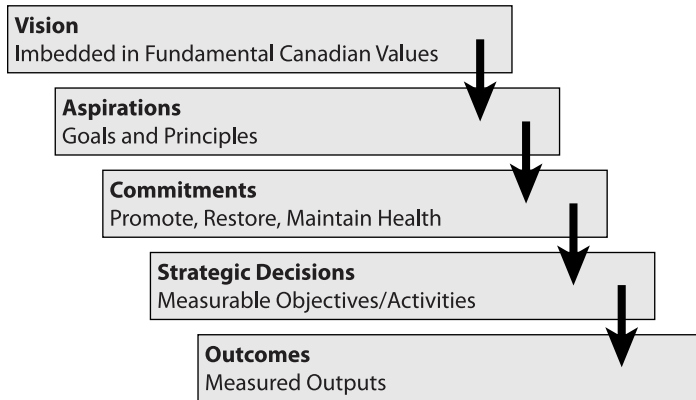 Vision
Imbedded in Fundamental Canadian Values
Aspirations
Goals and Principles
Commitments
Promote, Restore, Maintain Health
Strategic Decisions
Measurable Objectives/Activities
Outcomes
Measured Outputs